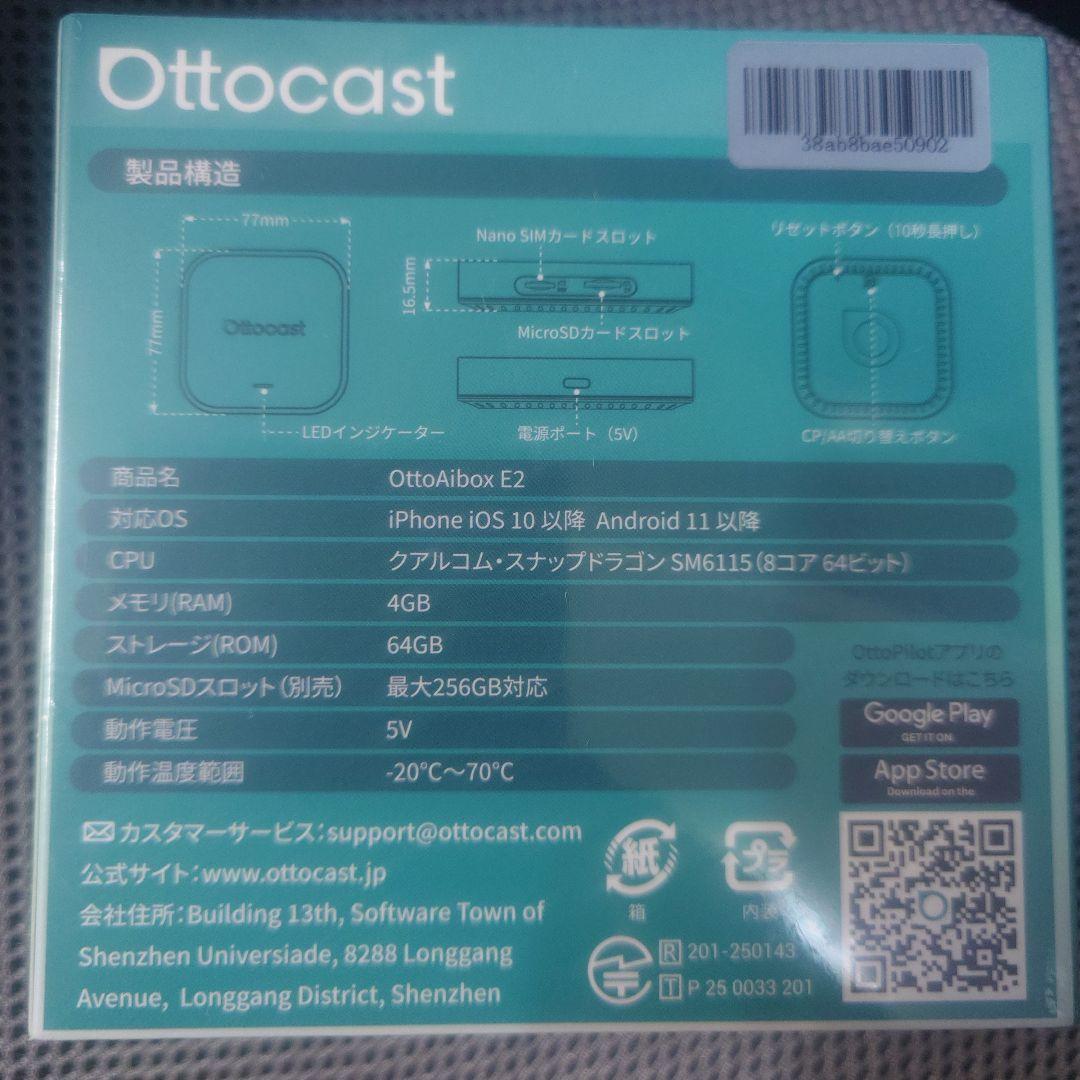 Ottocast
38ab8bae50902
製品構造
77mm
77mm
Ottocast
LEDインジケーター
Nano SIMカードスロット
16.5mm
MicroSDカードスロット
電源ポート（5V）
リセットボタン（10秒長押し）
CP/AA切り替えボタン
商品名 OttoAibox E2
対応OS iPhone iOS 10 以降 Android 11 以降
CPU クアルコム・スナップドラゴン SM6115（8コア 64ビット）
メモリ(RAM) 4GB
ストレージ(ROM) 64GB
MicroSDスロット（別売） 最大256GB対応
動作電圧 5V
動作温度範囲 -20℃～70℃
OttoPilotアプリの
ダウンロードはこちら
Google Play
GET IT ON
App Store
Download on the
カスタマーサービス：support@ottocast.com
公式サイト：www.ottocast.jp
会社住所：Building 13th, Software Town of
Shenzhen Universiade, 8288 Longgang
Avenue, Longgang District, Shenzhen
紙
箱
プラ
内装
R 201-250143
T P 25 0033 201